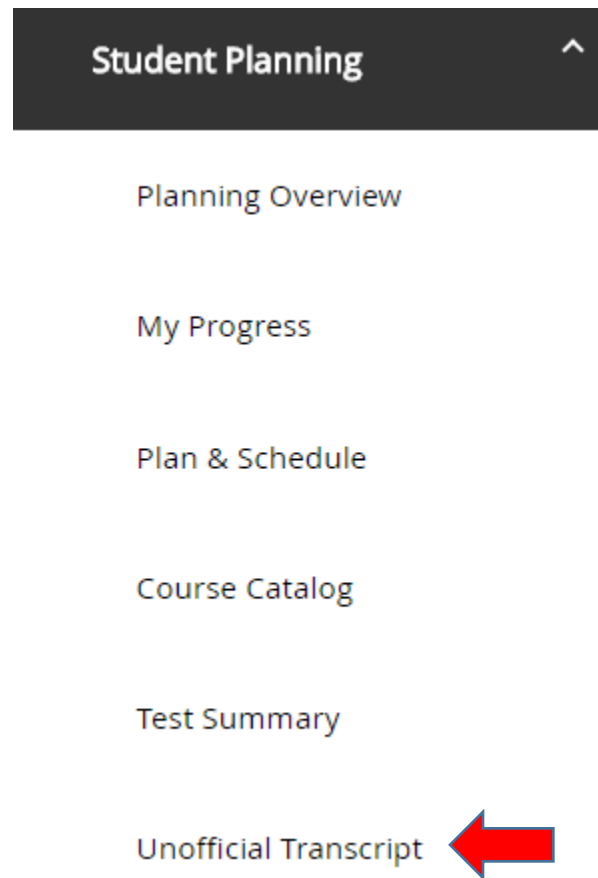 Student Planning
Planning Overview
My Progress
Plan & Schedule
Course Catalog
Test Summary
Unofficial Transcript